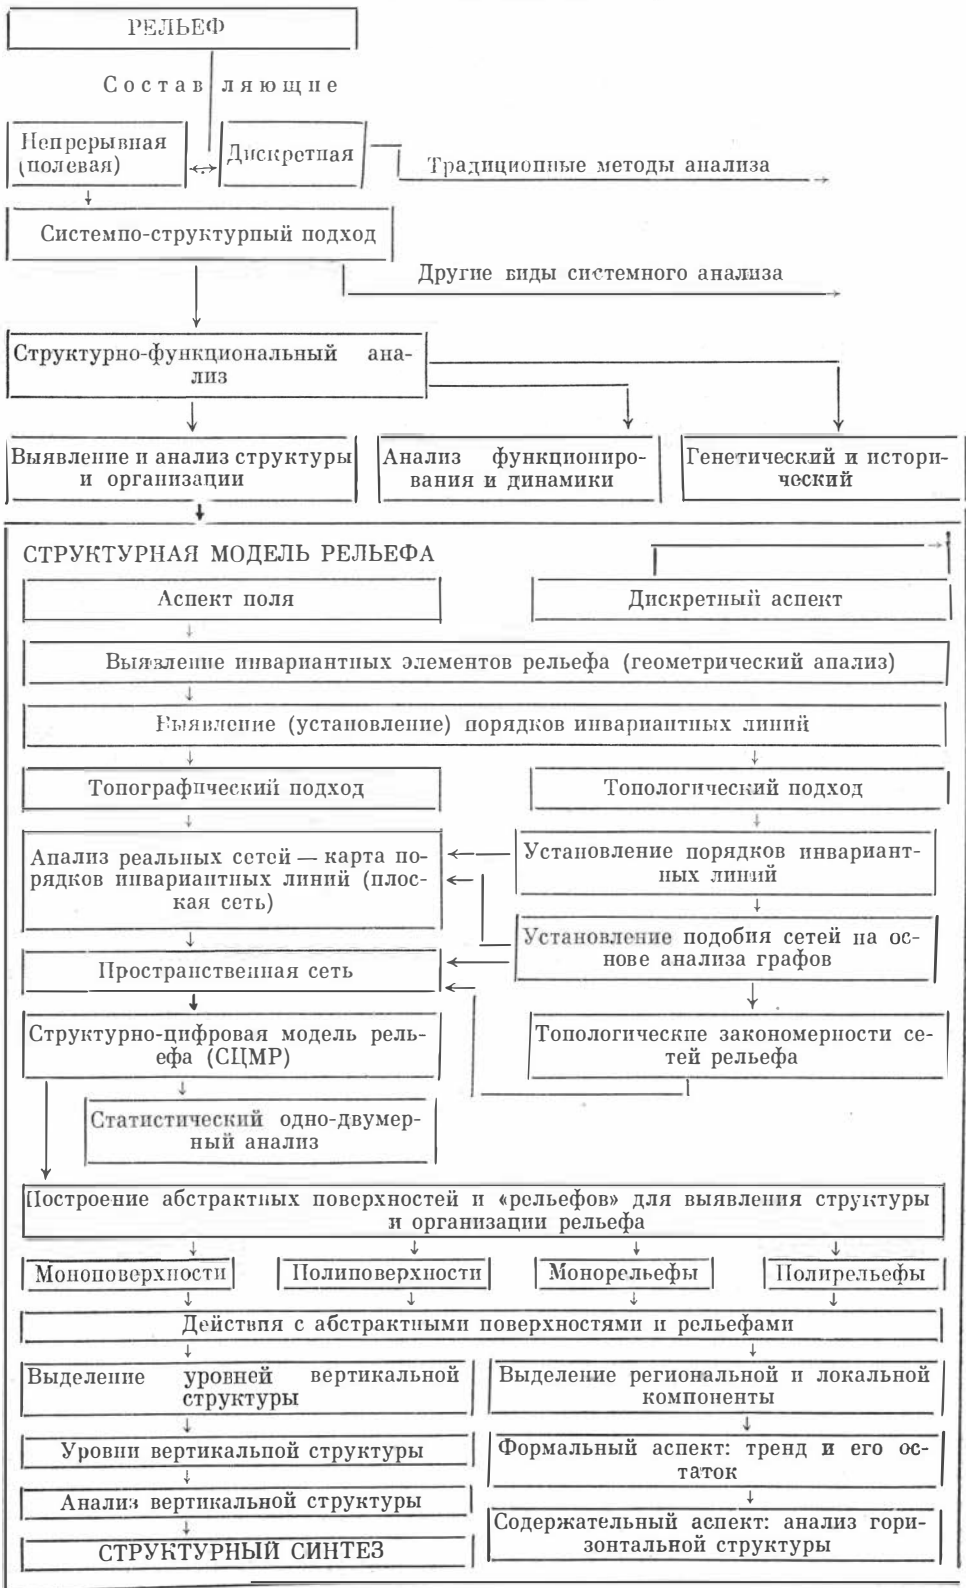 РЕЛЬЕФ
Составляющие
Непрерывная
(полевая)
Дискретная
Традиционные методы анализа
Системно-структурный подход
Другие виды системного анализа
Структурно-функциональный ана-
лиз
Выявление и анализ структуры
и организации
Анализ функциониро-
вания и динамики
Генетический и истори-
ческий
СТРУКТУРНАЯ МОДЕЛЬ РЕЛЬЕФА
Аспект поля
Дискретный аспект
Выявление инвариантных элементов рельефа (геометрический анализ)
Выявление (установление) порядков инвариантных линий
Топографический подход
Топологический подход
Анализ реальных сетей — карта по-
рядков инвариантных линий (плос-
кая сеть)
Установление порядков инвариант-
ных линий
Установление подобия сетей на ос-
нове анализа графов
Пространственная сеть
Структурно-цифровая модель рель-
ефа (СЦМР)
Топологические закономерности се-
тей рельефа
Статистический одно-двумер-
ный анализ
Построение абстрактных поверхностей и «рельефов» для выявления структуры
и организации рельефа
Моноповерхности
Полиповерхности
Монорельефы
Полирельефы
Действия с абстрактными поверхностями и рельефами
Выделение уровней вертикальной
структуры
Выделение региональной и локальной
компоненты
Уровни вертикальной структуры
Формальный аспект: тренд и его ос-
таток
Анализ вертикальной структуры
Содержательный аспект: анализ гори-
зонтальной структуры
СТРУКТУРНЫЙ СИНТЕЗ